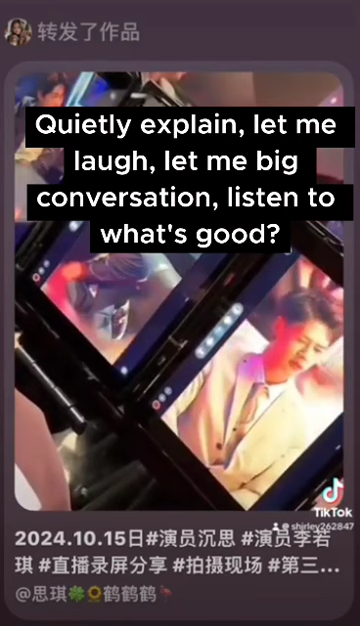 转发了作品
Quietly explain, let me
laugh, let me big
conversation, listen to
what's good?
TikTok
@shirley262847
2024.10.15日#演员沉思 #演员李若
琪 #直播录屏分享 #拍摄现场 #第三...
@思琪🍀🌻鹤鹤鹤🦩